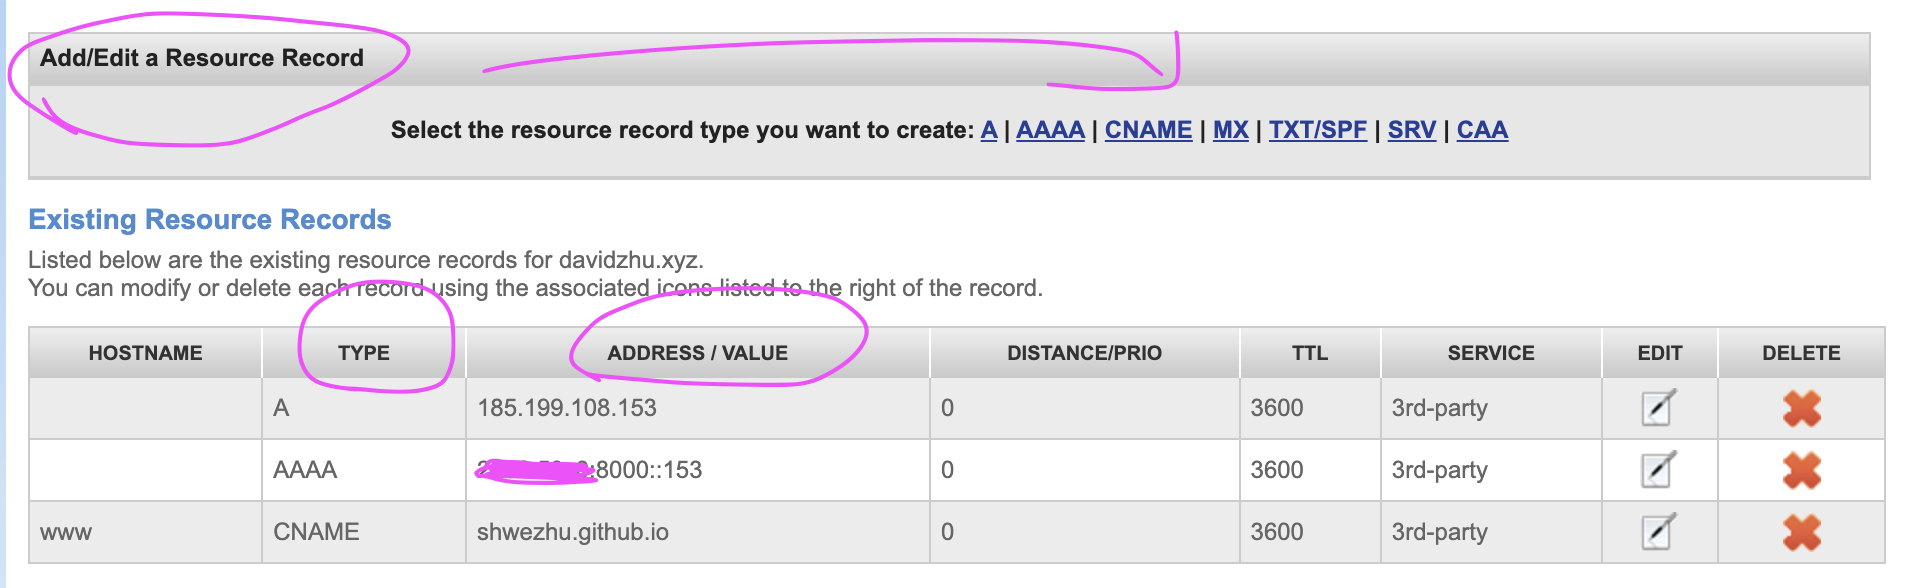 Add/Edit a Resource Record
Select the resource record type you want to create: A | AAAA | CNAME | MX | TXT/SPF | SRV | CAA
Existing Resource Records
Listed below are the existing resource records for davidzhu.xyz.
You can modify or delete each record using the associated icons listed to the right of the record.
HOSTNAME TYPE ADDRESS / VALUE DISTANCE/PRIO TTL SERVICE EDIT DELETE
A 185.199.108.153 0 3600 3rd-party
AAAA :8000::153 0 3600 3rd-party
www CNAME shwezhu.github.io 0 3600 3rd-party